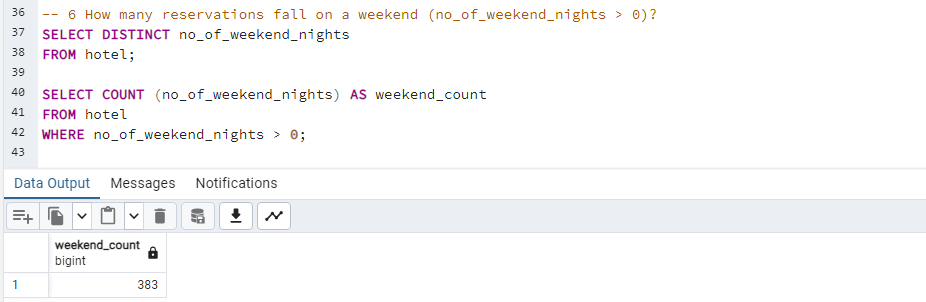 36 -- 6 How many reservations fall on a weekend (no_of_weekend_nights > 0)?
37 SELECT DISTINCT no_of_weekend_nights
38 FROM hotel;
39
40 SELECT COUNT (no_of_weekend_nights) AS weekend_count
41 FROM hotel
42 WHERE no_of_weekend_nights > 0;
43
Data Output Messages Notifications
weekend_count
bigint
1 383